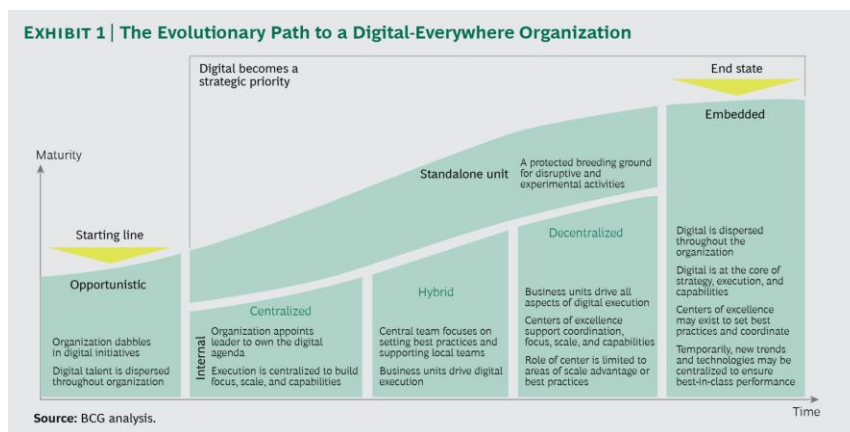 EXHIBIT 1 | The Evolutionary Path to a Digital-Everywhere Organization
Digital becomes a
strategic priority
End state
Embedded
Maturity
Standalone unit
A protected breeding ground
for disruptive and
experimental activities
Starting line
Opportunistic
Organization dabbles
in digital initiatives
Digital talent is dispersed
throughout organization
Internal
Centralized
Organization appoints
leader to own the digital
agenda
Execution is centralized to build
focus, scale, and capabilities
Hybrid
Central team focuses on
setting best practices and
supporting local teams
Business units drive digital
execution
Decentralized
Business units drive all
aspects of digital execution
Centers of excellence
support coordination,
focus, scale, and capabilities
Role of center is limited to
areas of scale advantage or
best practices
Digital is dispersed
throughout the
organization
Digital is at the core of
strategy, execution, and
capabilities
Centers of excellence
may exist to set best
practices and coordinate
Temporarily, new trends
and technologies may be
centralized to ensure
best-in-class performance
Time
Source: BCG analysis.